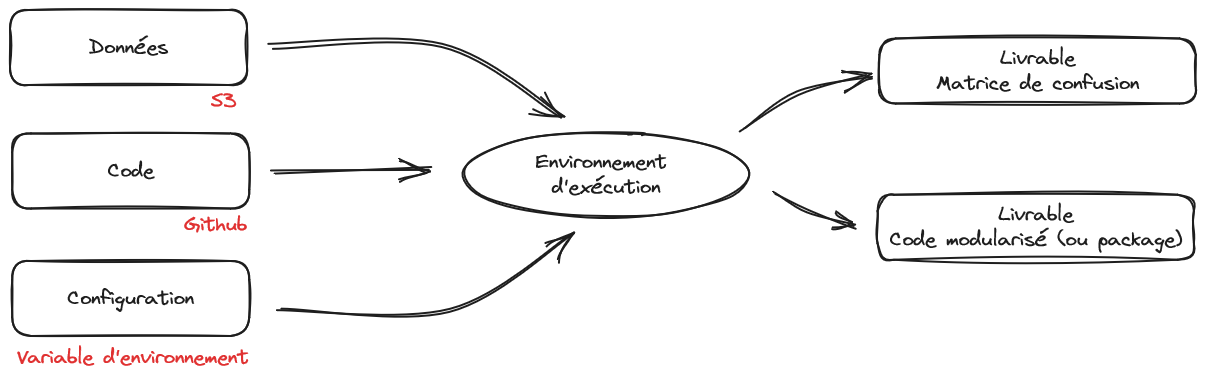 Données
S3
Code
Github
Configuration
Variable d'environnement
Environnement
d'exécution
Livrable
Matrice de confusion
Livrable
Code modularisé (ou package)